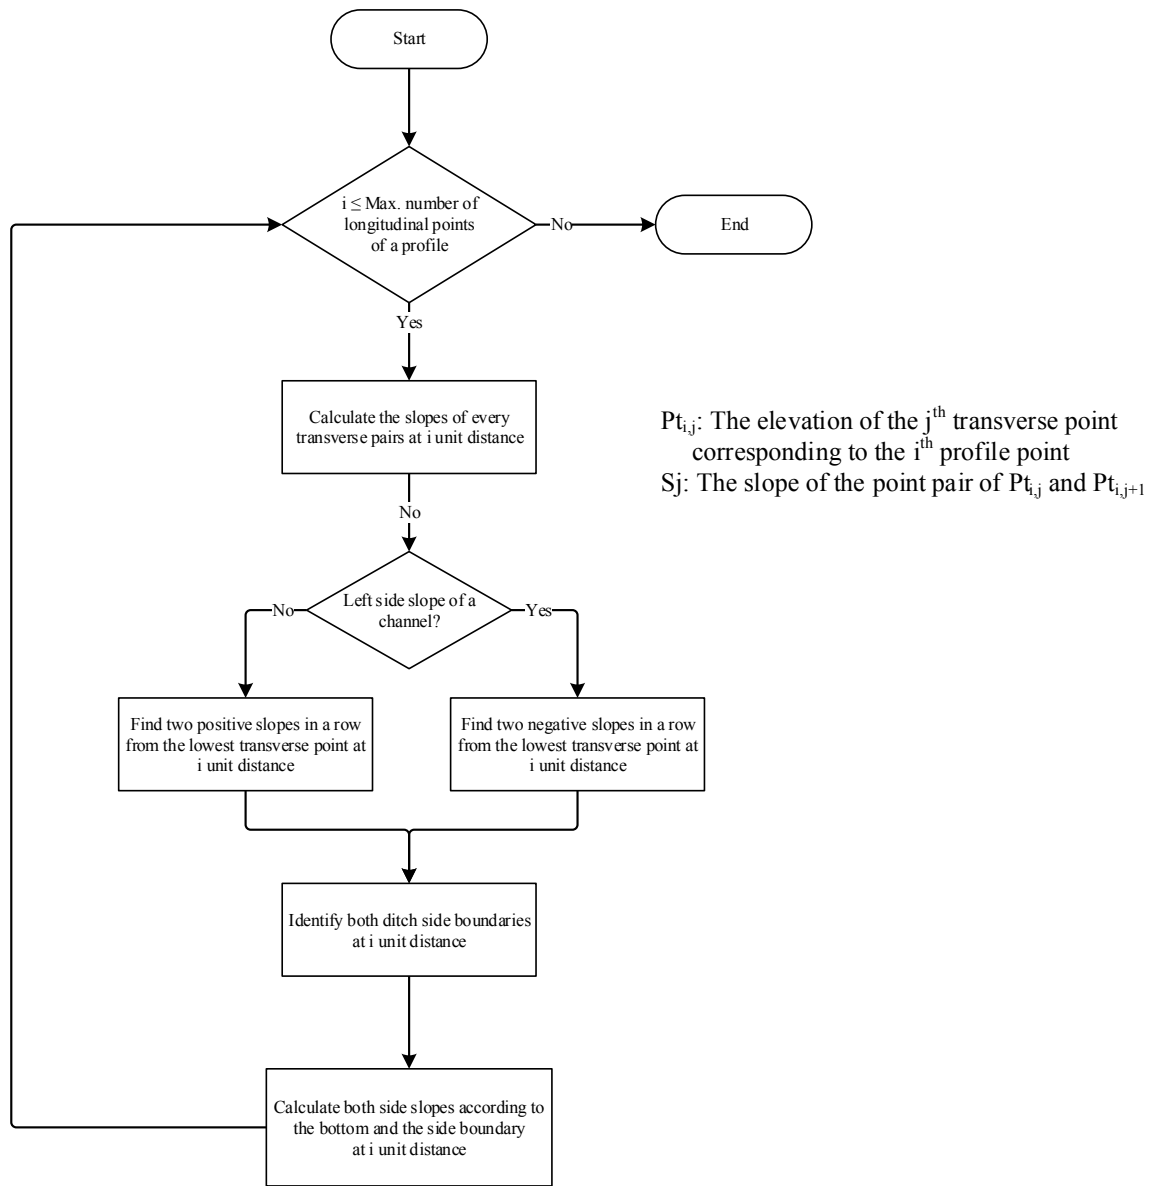 Start
i ≤ Max. number of
longitudinal points
of a profile
No
End
Yes
Calculate the slopes of every
transverse pairs at i unit distance
Pt_{i,j}: The elevation of the j^{th} transverse point
corresponding to the i^{th} profile point
Sj: The slope of the point pair of Pt_{i,j} and Pt_{i,j+1}
No
Left side slope of a
channel?
No
Yes
Find two positive slopes in a row
from the lowest transverse point at
i unit distance
Find two negative slopes in a row
from the lowest transverse point at
i unit distance
Identify both ditch side boundaries
at i unit distance
Calculate both side slopes according to
the bottom and the side boundary
at i unit distance